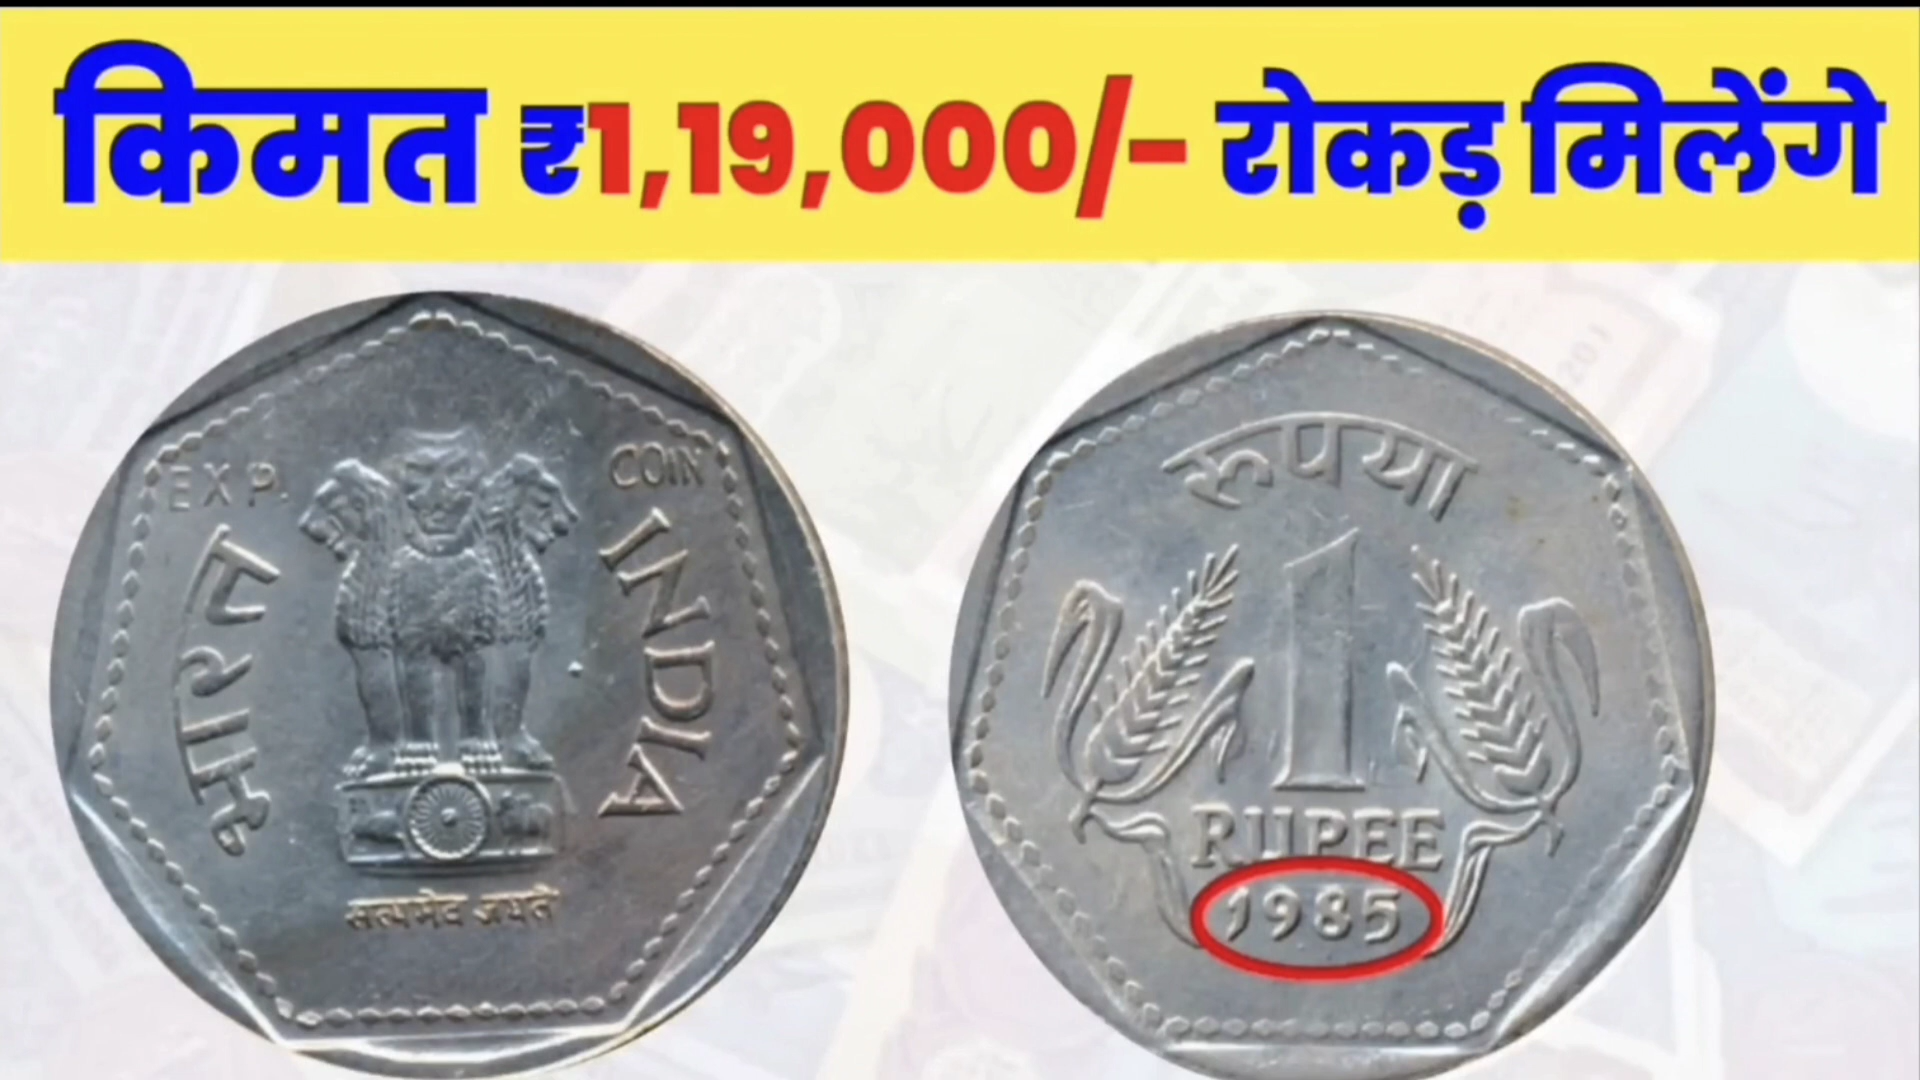 किमत ₹1,19,000/- रोकड़ मिलेंगे
EXP. COIN
भारत
INDIA
सत्यमेव जयते
रूपया
1
RUPEE
1985